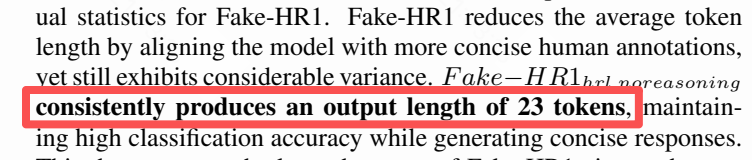 ual statistics for Fake-HR1. Fake-HR1 reduces the average token
length by aligning the model with more concise human annotations,
yet still exhibits considerable variance. Fake−HR1hrl noreasoning
consistently produces an output length of 23 tokens, maintain-
ing high classification accuracy while generating concise responses.